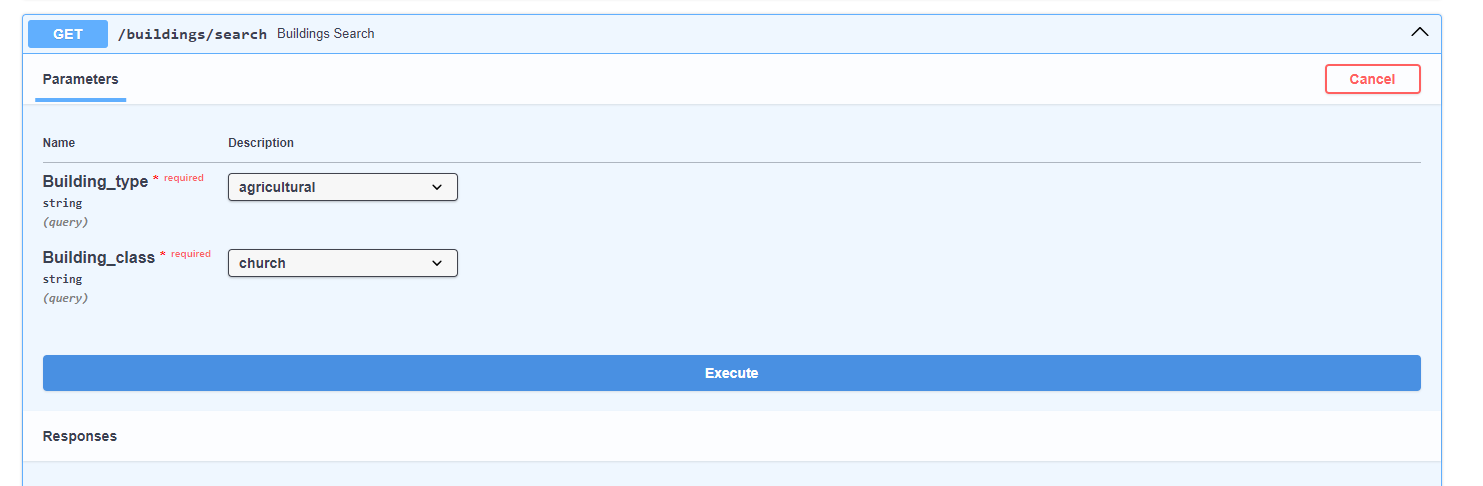 GET /buildings/search Buildings Search
Parameters
Cancel
Name Description
Building_type * required
agricultural
string
(query)
Building_class * required
church
string
(query)
Execute
Responses